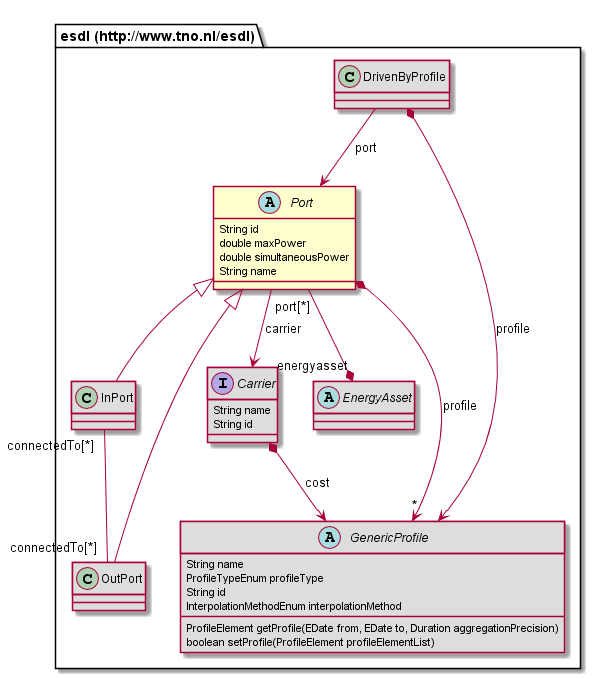 esdl (http://www.tno.nl/esdl)
C DrivenByProfile
port
A Port
String id
double maxPower
double simultaneousPower
String name
port[*]
carrier
profile
energyasset
I Carrier
String name
String id
C InPort
A EnergyAsset
profile
connectedTo[*]
cost
*
connectedTo[*]
C OutPort
A GenericProfile
String name
ProfileTypeEnum profileType
String id
InterpolationMethodEnum interpolationMethod
ProfileElement getProfile(EDate from, EDate to, Duration aggregationPrecision)
boolean setProfile(ProfileElement profileElementList)